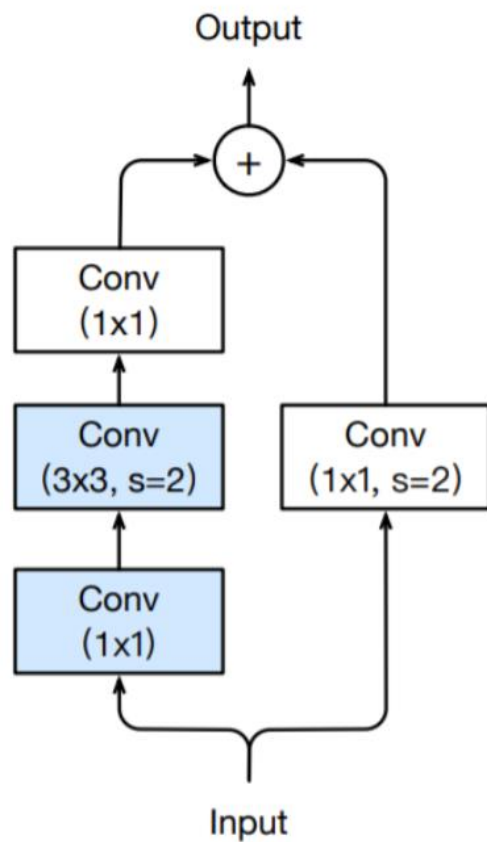 Output
+
Conv
(1x1)
Conv
(3x3, s=2)
Conv
(1x1, s=2)
Conv
(1x1)
Input